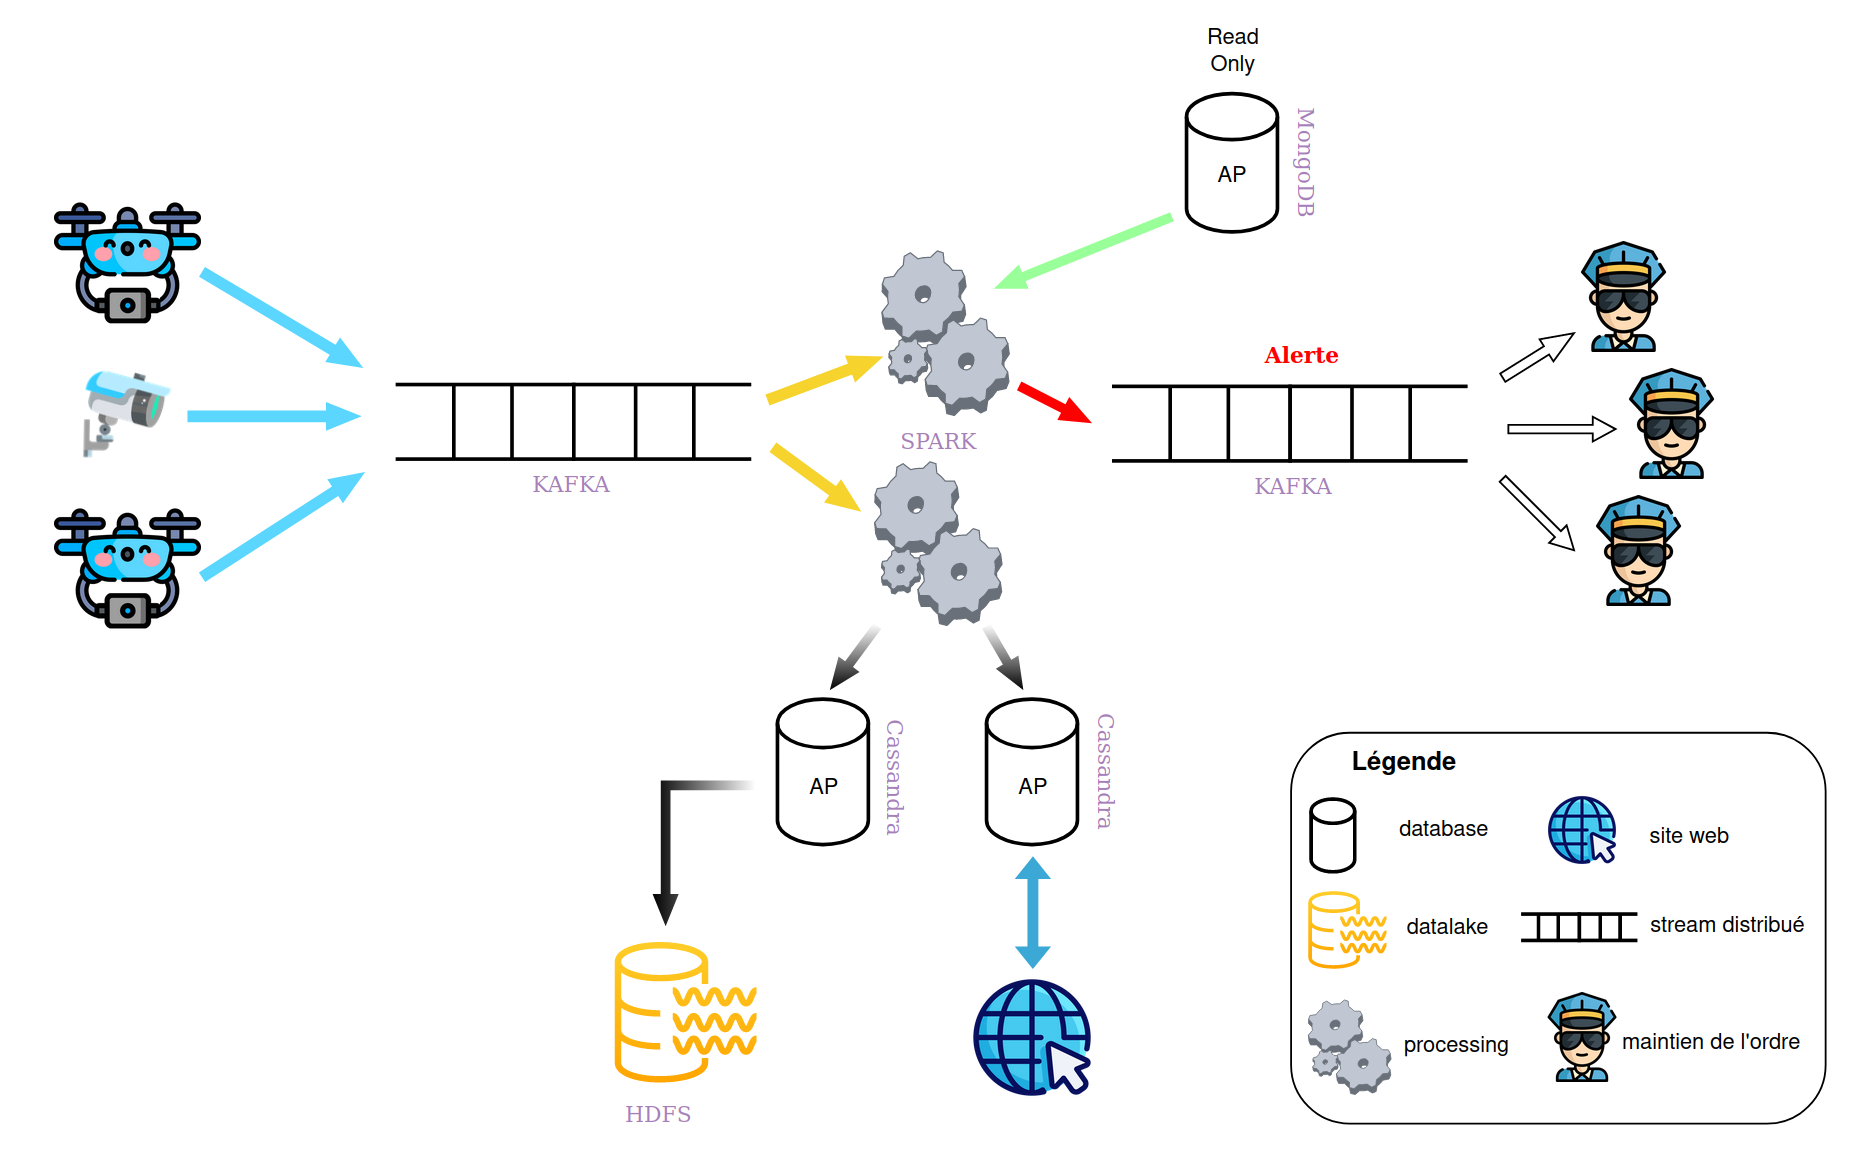 Read
Only
AP
MongoDB
Alerte
SPARK
KAFKA
KAFKA
AP
Cassandra
AP
Cassandra
HDFS
Légende
database
site web
datalake
stream distribué
processing
maintien de l'ordre